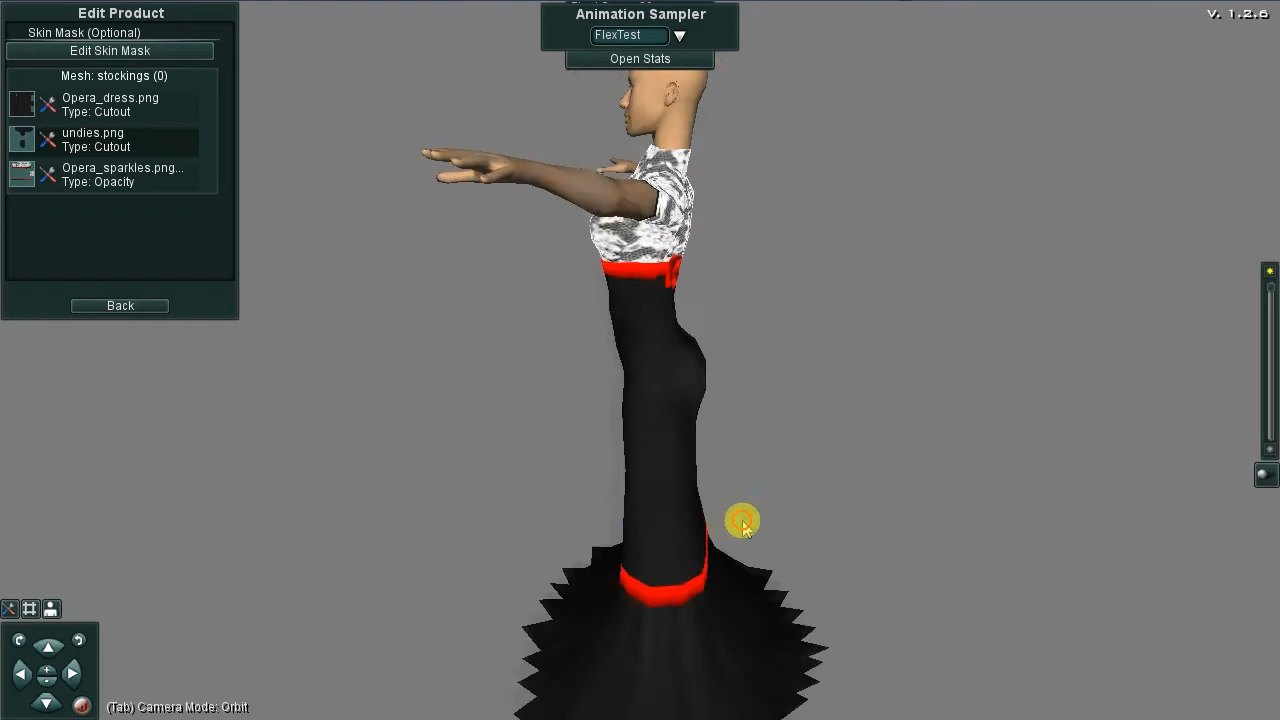 Edit Product
Skin Mask (Optional)
Edit Skin Mask
Mesh: stockings (0)
Opera_dress.png
Type: Cutout
undies.png
Type: Cutout
Opera_sparkles.png...
Type: Opacity
Back
Animation Sampler
FlexTest
Open Stats
V. 1.2.6
(Tab) Camera Mode: Orbit